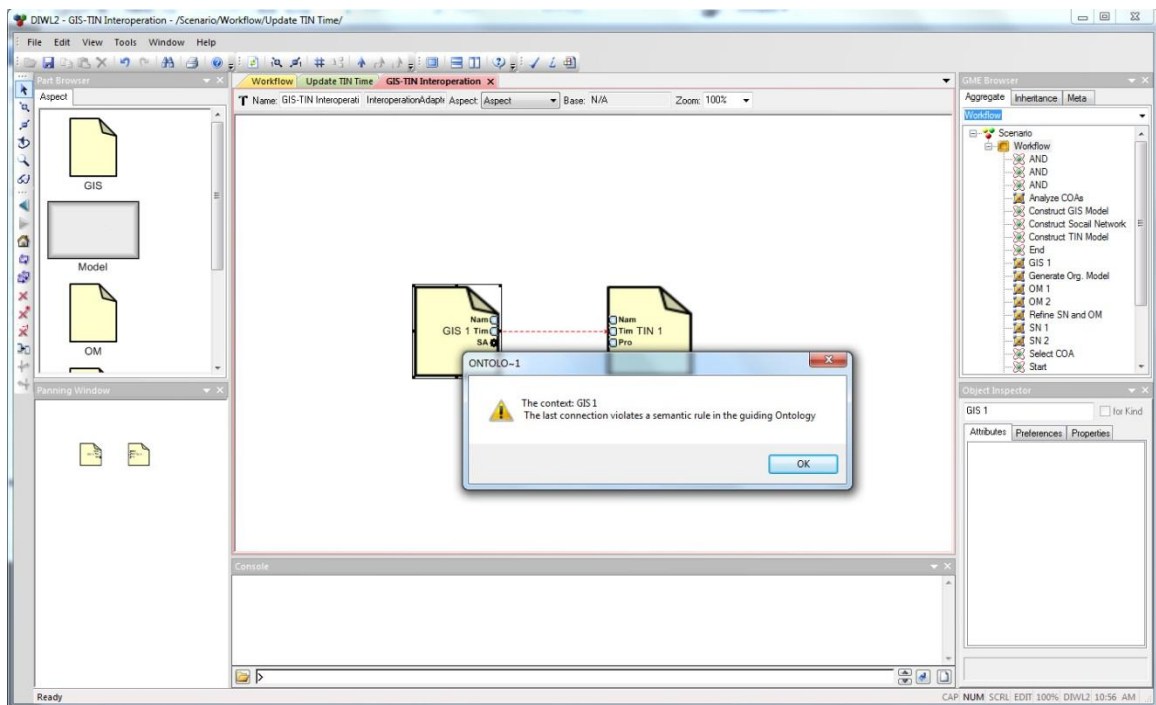 DIWL2 - GIS-TIN Interoperation - /Scenario/Workflow/Update TIN Time/
File Edit View Tools Window Help
Part Browser
Aspect
GIS
Model
OM
Panning Window
Workflow Update TIN Time GIS-TIN Interoperation X
T Name: GIS-TIN Interoperati InteroperationAdapte Aspect: Aspect Base: N/A Zoom: 100%
GIS 1
Nam
Tim
SA
Nam
Tim
Pro
TIN 1
ONTOLO~1
The context: GIS 1
The last connection violates a semantic rule in the guiding Ontology
OK
Console
GME Browser
Aggregate Inheritance Meta
Workflow
Scenario
Workflow
AND
AND
AND
Analyze COAs
Construct GIS Model
Construct Socail Network
Construct TIN Model
End
GIS 1
Generate Org. Model
OM 1
OM 2
Refine SN and OM
SN 1
SN 2
Select COA
Start
Object Inspector
GIS 1 for Kind
Attributes Preferences Properties
Ready
CAP NUM SCRL EDIT 100% DIWL2 10:56 AM